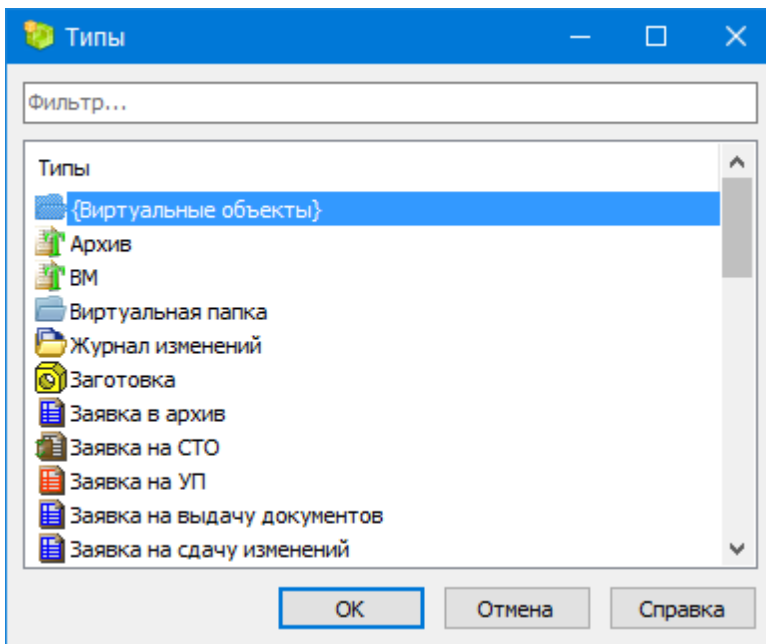 Типы
Фильтр...
Типы
{Виртуальные объекты}
Архив
ВМ
Виртуальная папка
Журнал изменений
Заготовка
Заявка в архив
Заявка на СТО
Заявка на УП
Заявка на выдачу документов
Заявка на сдачу изменений
ОК Отмена Справка